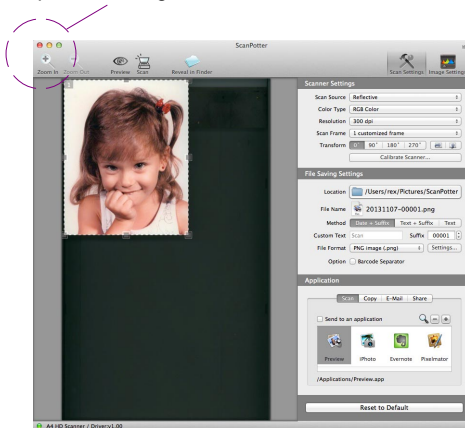 ScanPotter
Zoom In Zoom Out Preview Scan Reveal in Finder Scan Settings Image Setting
1
Scanner Settings
Scan Source Reflective
Color Type RGB Color
Resolution 300 dpi
Scan Frame 1 customized frame
Transform 0° 90° 180° 270°
Calibrate Scanner...
File Saving Settings
Location /Users/rex/Pictures/ScanPotter
File Name 20131107-00001.png
Method Date + Suffix Text + Suffix Text
Custom Text Scan Suffix 00001
File Format PNG image (.png) Settings...
Option Barcode Separator
Application
Scan Copy E-Mail Share
Send to an application
Preview iPhoto Evernote Pixelmator
/Applications/Preview.app
Reset to Default
A4 HD Scanner / Driver:v1.00